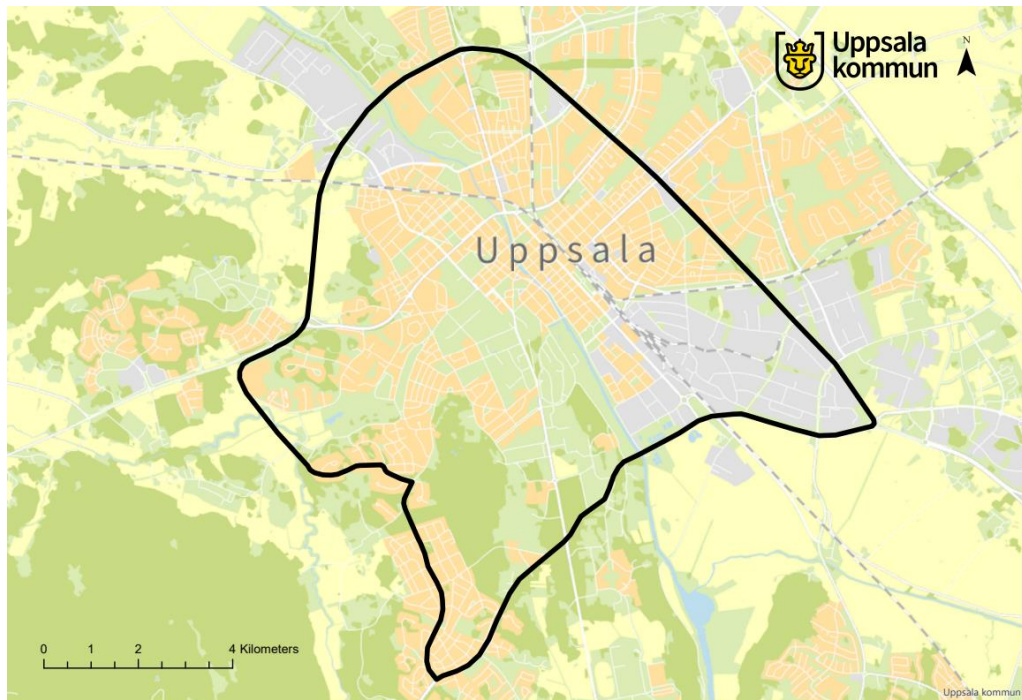 Uppsala
kommun
N
Uppsala
0 1 2 4 Kilometers
Uppsala kommun